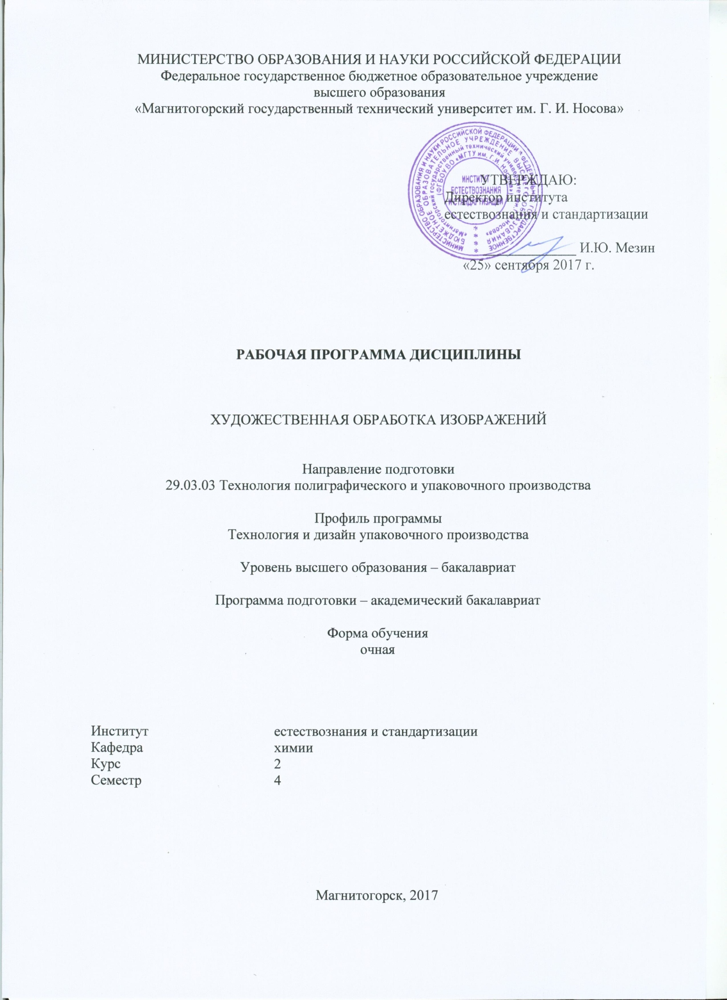 МИНИСТЕРСТВО ОБРАЗОВАНИЯ И НАУКИ РОССИЙСКОЙ ФЕДЕРАЦИИ
Федеральное государственное бюджетное образовательное учреждение
высшего образования
«Магнитогорский государственный технический университет им. Г. И. Носова»
МИНИСТЕРСТВО ОБРАЗОВАНИЯ И НАУКИ РОССИЙСКОЙ ФЕДЕРАЦИИ * ФЕДЕРАЛЬНОЕ ГОСУДАРСТВЕННОЕ
БЮДЖЕТНОЕ ОБРАЗОВАТЕЛЬНОЕ УЧРЕЖДЕНИЕ ВЫСШЕГО ОБРАЗОВАНИЯ
«Магнитогорский государственный технический университет им. Г.И. Носова»
(ФГБОУ ВО «МГТУ им. Г.И. Носова»)
ИНСТИТУТ
ЕСТЕСТВОЗНАНИЯ
И СТАНДАРТИЗАЦИИ
УТВЕРЖДАЮ:
Директор института
естествознания и стандартизации
И.Ю. Мезин
«25» сентября 2017 г.
РАБОЧАЯ ПРОГРАММА ДИСЦИПЛИНЫ
ХУДОЖЕСТВЕННАЯ ОБРАБОТКА ИЗОБРАЖЕНИЙ
Направление подготовки
29.03.03 Технология полиграфического и упаковочного производства
Профиль программы
Технология и дизайн упаковочного производства
Уровень высшего образования – бакалавриат
Программа подготовки – академический бакалавриат
Форма обучения
очная
Институт естествознания и стандартизации
Кафедра химии
Курс 2
Семестр 4
Магнитогорск, 2017